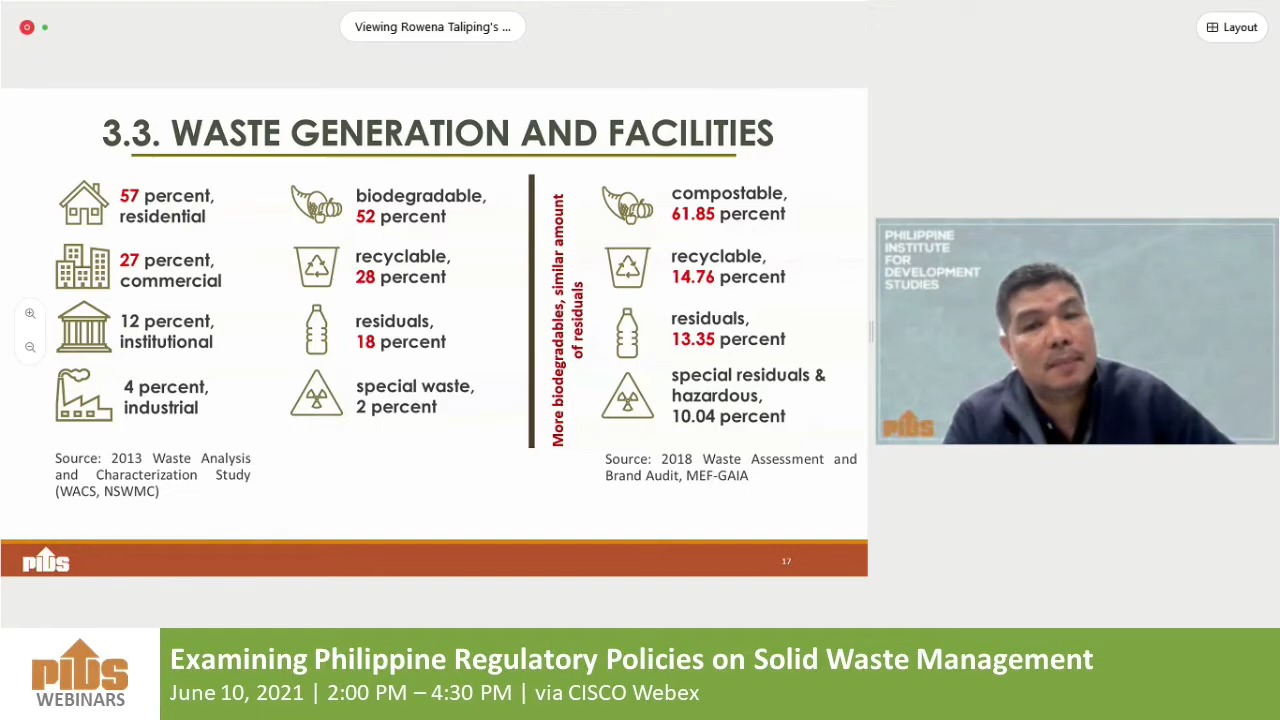 Viewing Rowena Taliping's ...
Layout
3.3. WASTE GENERATION AND FACILITIES
57 percent,
residential
27 percent,
commercial
12 percent,
institutional
4 percent,
industrial
biodegradable,
52 percent
recyclable,
28 percent
residuals,
18 percent
special waste,
2 percent
More biodegradables, similar amount
of residuals
compostable,
61.85 percent
recyclable,
14.76 percent
residuals,
13.35 percent
special residuals &
hazardous,
10.04 percent
Source: 2013 Waste Analysis
and Characterization Study
(WACS, NSWMC)
Source: 2018 Waste Assessment and
Brand Audit, MEF-GAIA
PIDS
17
PHILIPPINE
INSTITUTE
FOR
DEVELOPMENT
STUDIES
PIDS
PIDS
WEBINARS
Examining Philippine Regulatory Policies on Solid Waste Management
June 10, 2021 | 2:00 PM – 4:30 PM | via CISCO Webex